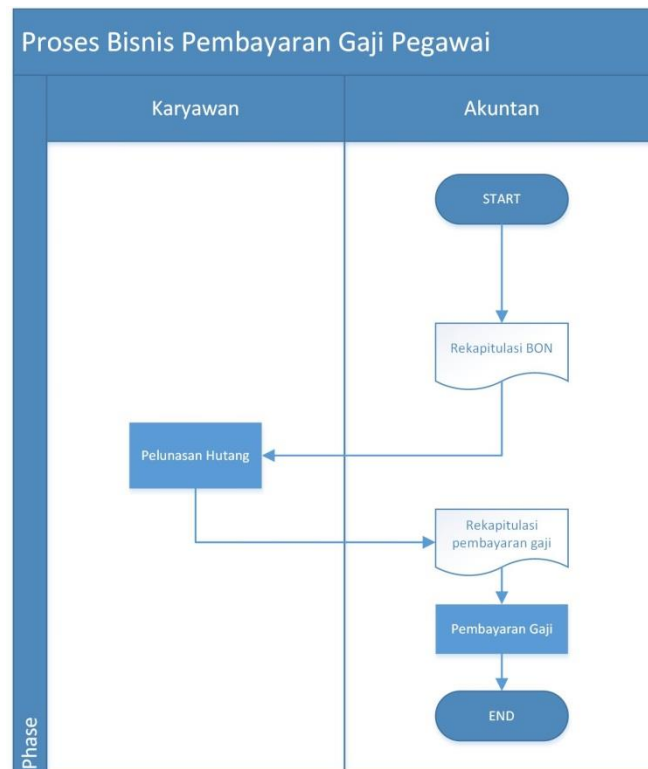 Proses Bisnis Pembayaran Gaji Pegawai
Karyawan
Akuntan
START
Rekapitulasi BON
Pelunasan Hutang
Rekapitulasi
pembayaran gaji
Pembayaran Gaji
END
Phase